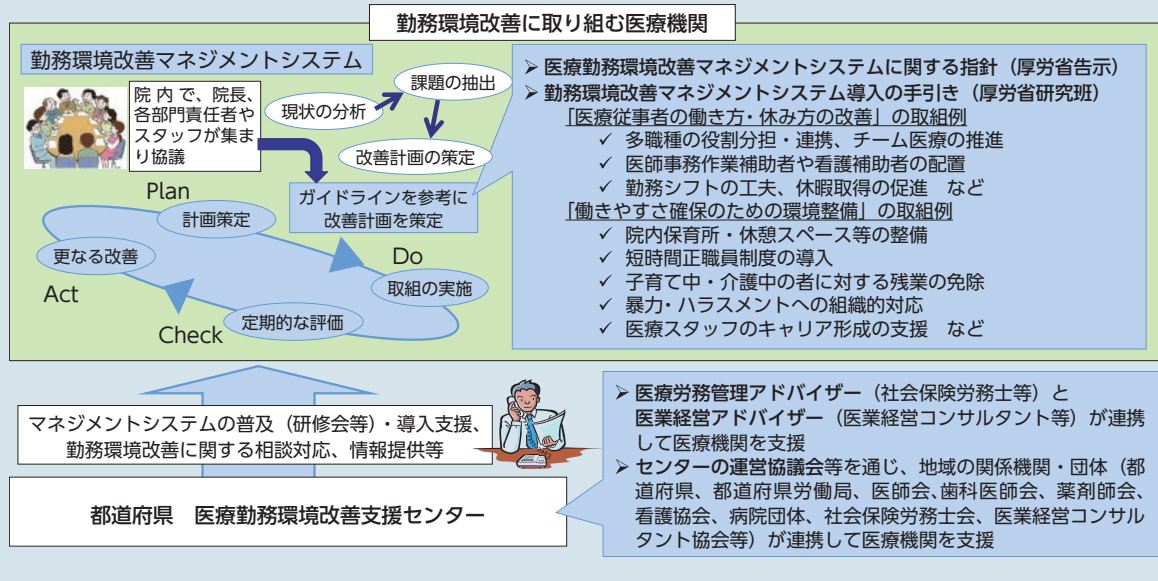 勤務環境改善に取り組む医療機関
勤務環境改善マネジメントシステム
院内で、院長、
各部門責任者や
スタッフが集ま
り協議
現状の分析
課題の抽出
改善計画の策定
ガイドラインを参考に
改善計画を策定
Plan
計画策定
Do
取組の実施
Check
定期的な評価
Act
更なる改善
➢ 医療勤務環境改善マネジメントシステムに関する指針（厚労省告示）
➢ 勤務環境改善マネジメントシステム導入の手引き（厚労省研究班）
「医療従事者の働き方・休み方の改善」の取組例
✓ 多職種の役割分担・連携、チーム医療の推進
✓ 医師事務作業補助者や看護補助者の配置
✓ 勤務シフトの工夫、休暇取得の促進　など
「働きやすさ確保のための環境整備」の取組例
✓ 院内保育所・休憩スペース等の整備
✓ 短時間正職員制度の導入
✓ 子育て中・介護中の者に対する残業の免除
✓ 暴力・ハラスメントへの組織的対応
✓ 医療スタッフのキャリア形成の支援　など
マネジメントシステムの普及（研修会等）・導入支援、
勤務環境改善に関する相談対応、情報提供等
都道府県　医療勤務環境改善支援センター
➢ 医療労務管理アドバイザー（社会保険労務士等）と
医業経営アドバイザー（医業経営コンサルタント等）が連携
して医療機関を支援
➢ センターの運営協議会等を通じ、地域の関係機関・団体（都
道府県、都道府県労働局、医師会、歯科医師会、薬剤師会、
看護協会、病院団体、社会保険労務士会、医業経営コンサル
タント協会等）が連携して医療機関を支援